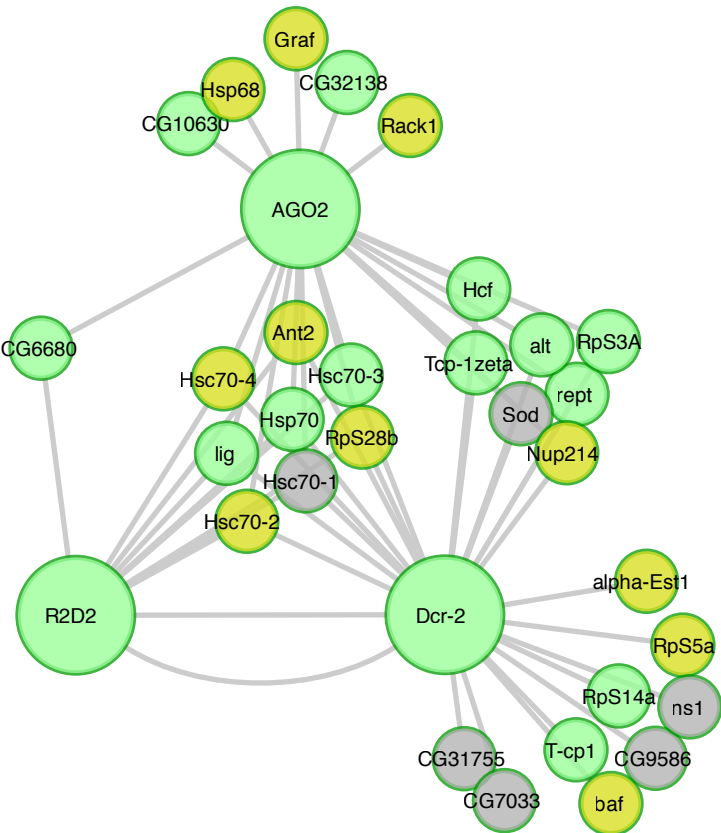 Graf
CG32138
Hsp68
CG10630
Rack1
AGO2
Hcf
Ant2
alt
RpS3A
CG6680
Tcp-1zeta
Hsc70-4
Hsc70-3
rept
Sod
Hsp70
RpS28b
lig
Nup214
Hsc70-1
Hsc70-2
alpha-Est1
R2D2
Dcr-2
RpS5a
RpS14a
ns1
T-cp1
CG31755
CG9586
CG7033
baf